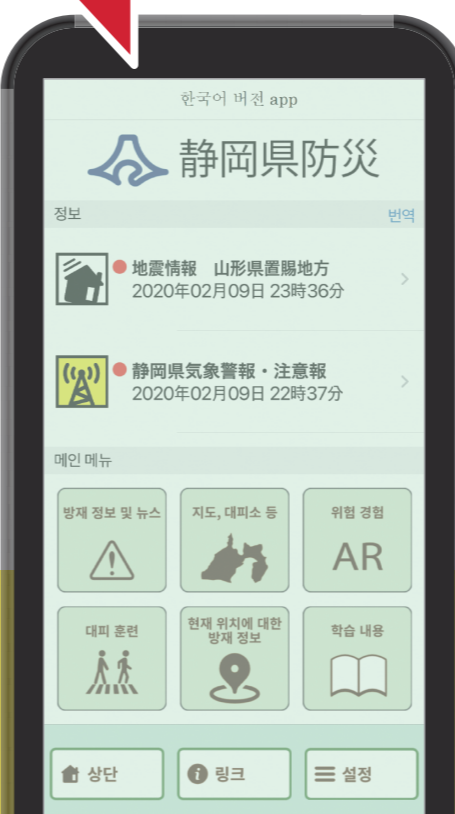 한국어 버전 app
静岡県防災
정보
번역
地震情報　山形県置賜地方
2020年02月09日 23時36分
静岡県気象警報・注意報
2020年02月09日 22時37分
메인 메뉴
방재 정보 및 뉴스
지도, 대피소 등
위험 경험
AR
대피 훈련
현재 위치에 대한
방재 정보
학습 내용
상단
링크
설정